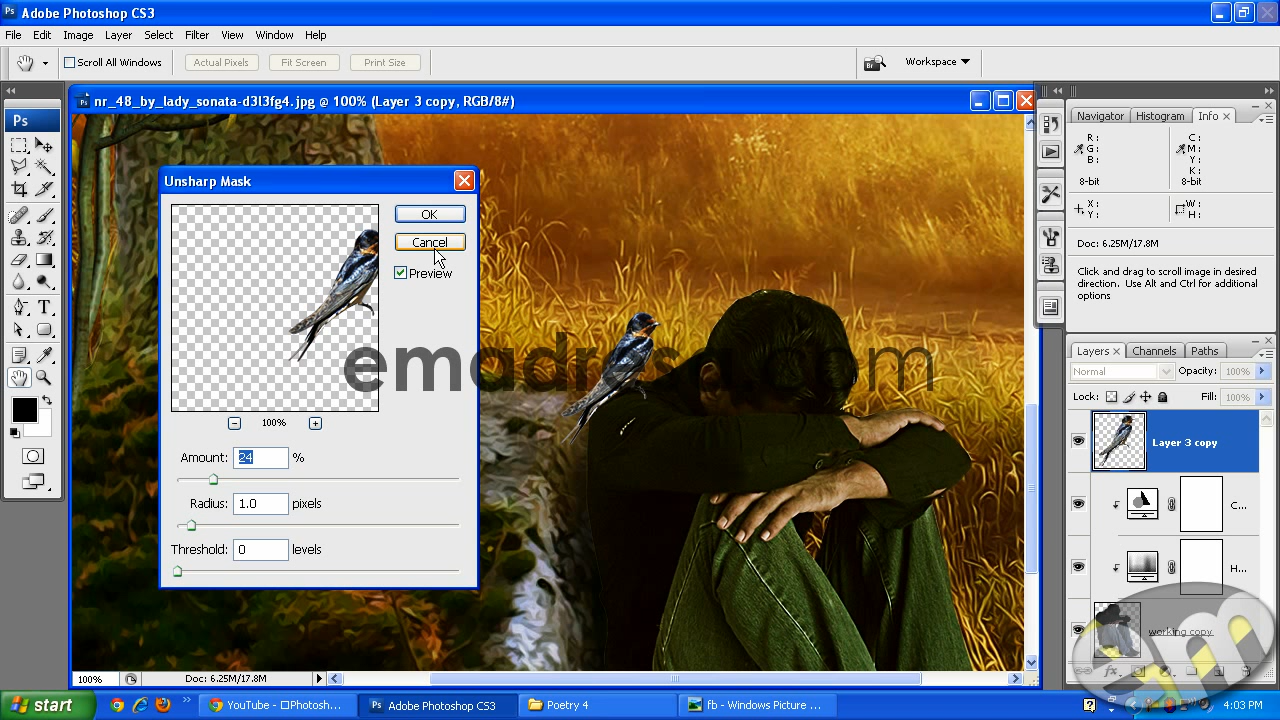 Adobe Photoshop CS3
File Edit Image Layer Select Filter View Window Help
Scroll All Windows Actual Pixels Fit Screen Print Size Workspace
nr_48_by_lady_sonata-d3l3fg4.jpg @ 100% (Layer 3 copy, RGB/8#)
Ps
Unsharp Mask
OK
Cancel
Preview
100%
Amount: 24 %
Radius: 1.0 pixels
Threshold: 0 levels
emadresa.com
Navigator Histogram Info
R: C:
G: M:
B: Y:
K:
8-bit 8-bit
X: W:
Y: H:
Doc: 6.25M/17.8M
Click and drag to scroll image in desired
direction. Use Alt and Ctrl for additional
options
Layers Channels Paths
Normal Opacity: 100%
Lock: Fill: 100%
Layer 3 copy
C...
H...
working copy
100% Doc: 6.25M/17.8M
start YouTube - Photosh... Adobe Photoshop CS3 Poetry 4 fb - Windows Picture ... 4:03 PM